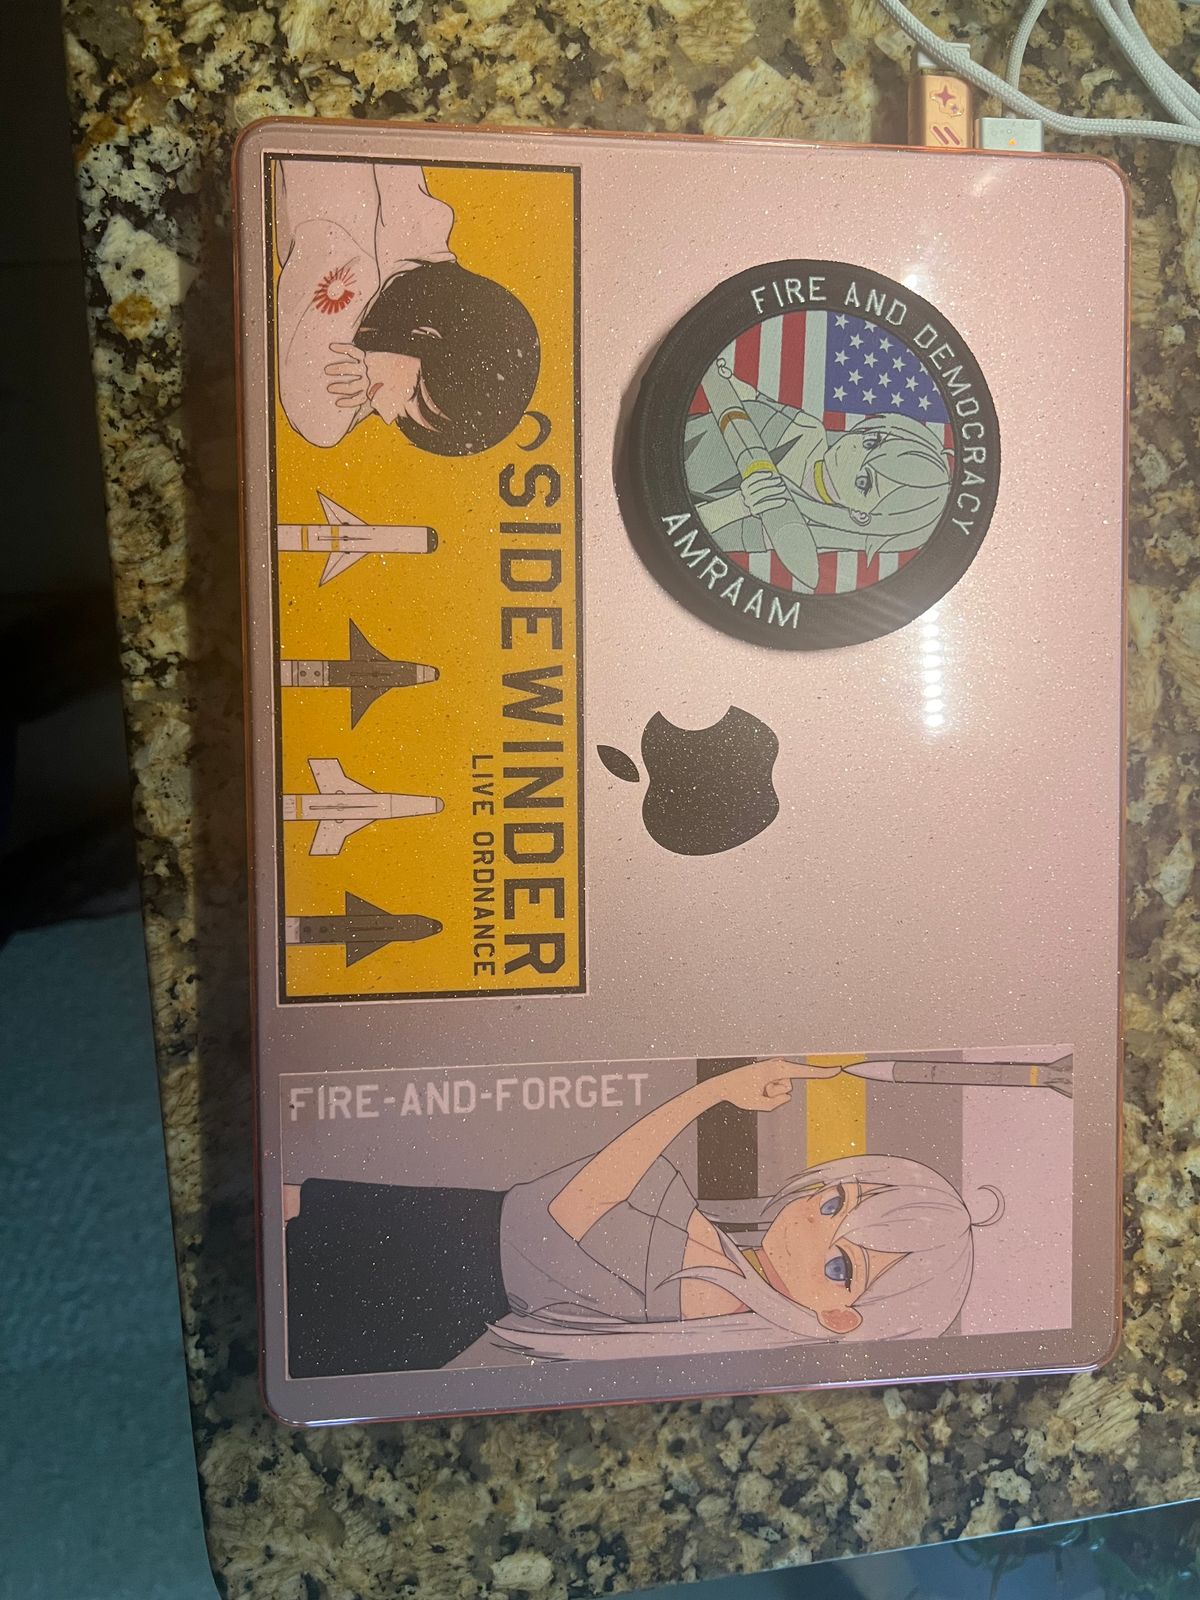 SIDEWINDER
LIVE ORDNANCE
FIRE AND DEMOCRACY
AMRAAM
FIRE-AND-FORGET